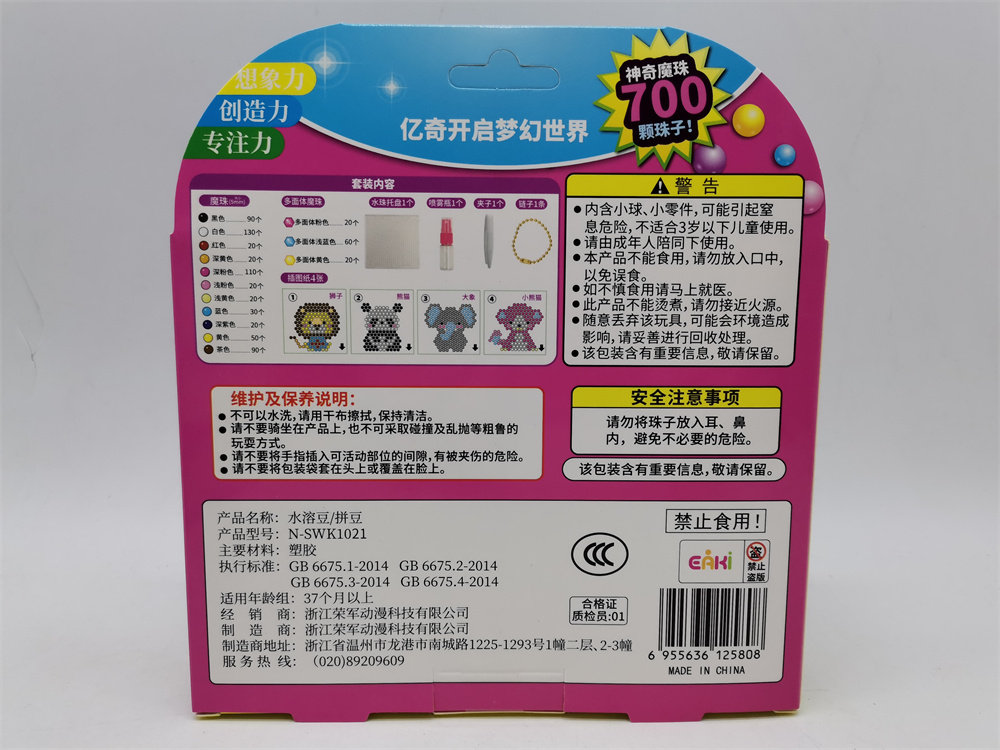 想象力
创造力
专注力
亿奇开启梦幻世界
神奇魔珠
700
颗珠子!
套装内容
魔珠(5mm)
黑色......90个
白色......130个
红色......20个
深黄色......20个
深粉色......110个
浅粉色......20个
浅黄色......20个
蓝色......30个
深紫色......20个
黄色......50个
茶色......90个
多面体魔珠
多面体粉色......20个
多面体浅蓝色......60个
多面体黄色......20个
水珠托盘1个
喷雾瓶1个
夹子1个
链子1条
插图纸4张
① 狮子
② 熊猫
③ 大象
④ 小熊猫
警告
●内含小球、小零件,可能引起窒
息危险,不适合3岁以下儿童使用。
●请由成年人陪同下使用。
●本产品不能食用,请勿放入口中,
以免误食。
●如不慎食用请马上就医。
●此产品不能烫煮,请勿接近火源。
●随意丢弃该玩具,可能会环境造成
影响,请妥善进行回收处理。
●该包装含有重要信息,敬请保留。
维护及保养说明:
●不可以水洗,请用干布擦拭,保持清洁。
●请不要骑坐在产品上,也不可采取碰撞及乱抛等粗鲁的
玩耍方式。
●请不要将手指插入可活动部位的间隙,有被夹伤的危险。
●请不要将包装袋套在头上或覆盖在脸上。
安全注意事项
请勿将珠子放入耳、鼻
内,避免不必要的危险。
该包装含有重要信息,敬请保留。
产品名称: 水溶豆/拼豆
产品型号: N-SWK1021
主要材料: 塑胶
执行标准: GB 6675.1-2014 GB 6675.2-2014
GB 6675.3-2014 GB 6675.4-2014
适用年龄组: 37个月以上
经销商: 浙江荣军动漫科技有限公司
制造商: 浙江荣军动漫科技有限公司
制造商地址: 浙江省温州市龙港市南城路1225-1293号1幢二层、2-3幢
服务热线: (020)89209609
CCC
合格证
质检员:01
禁止食用!
EAKI
盗
禁止
盗版
6 955636 125808
MADE IN CHINA